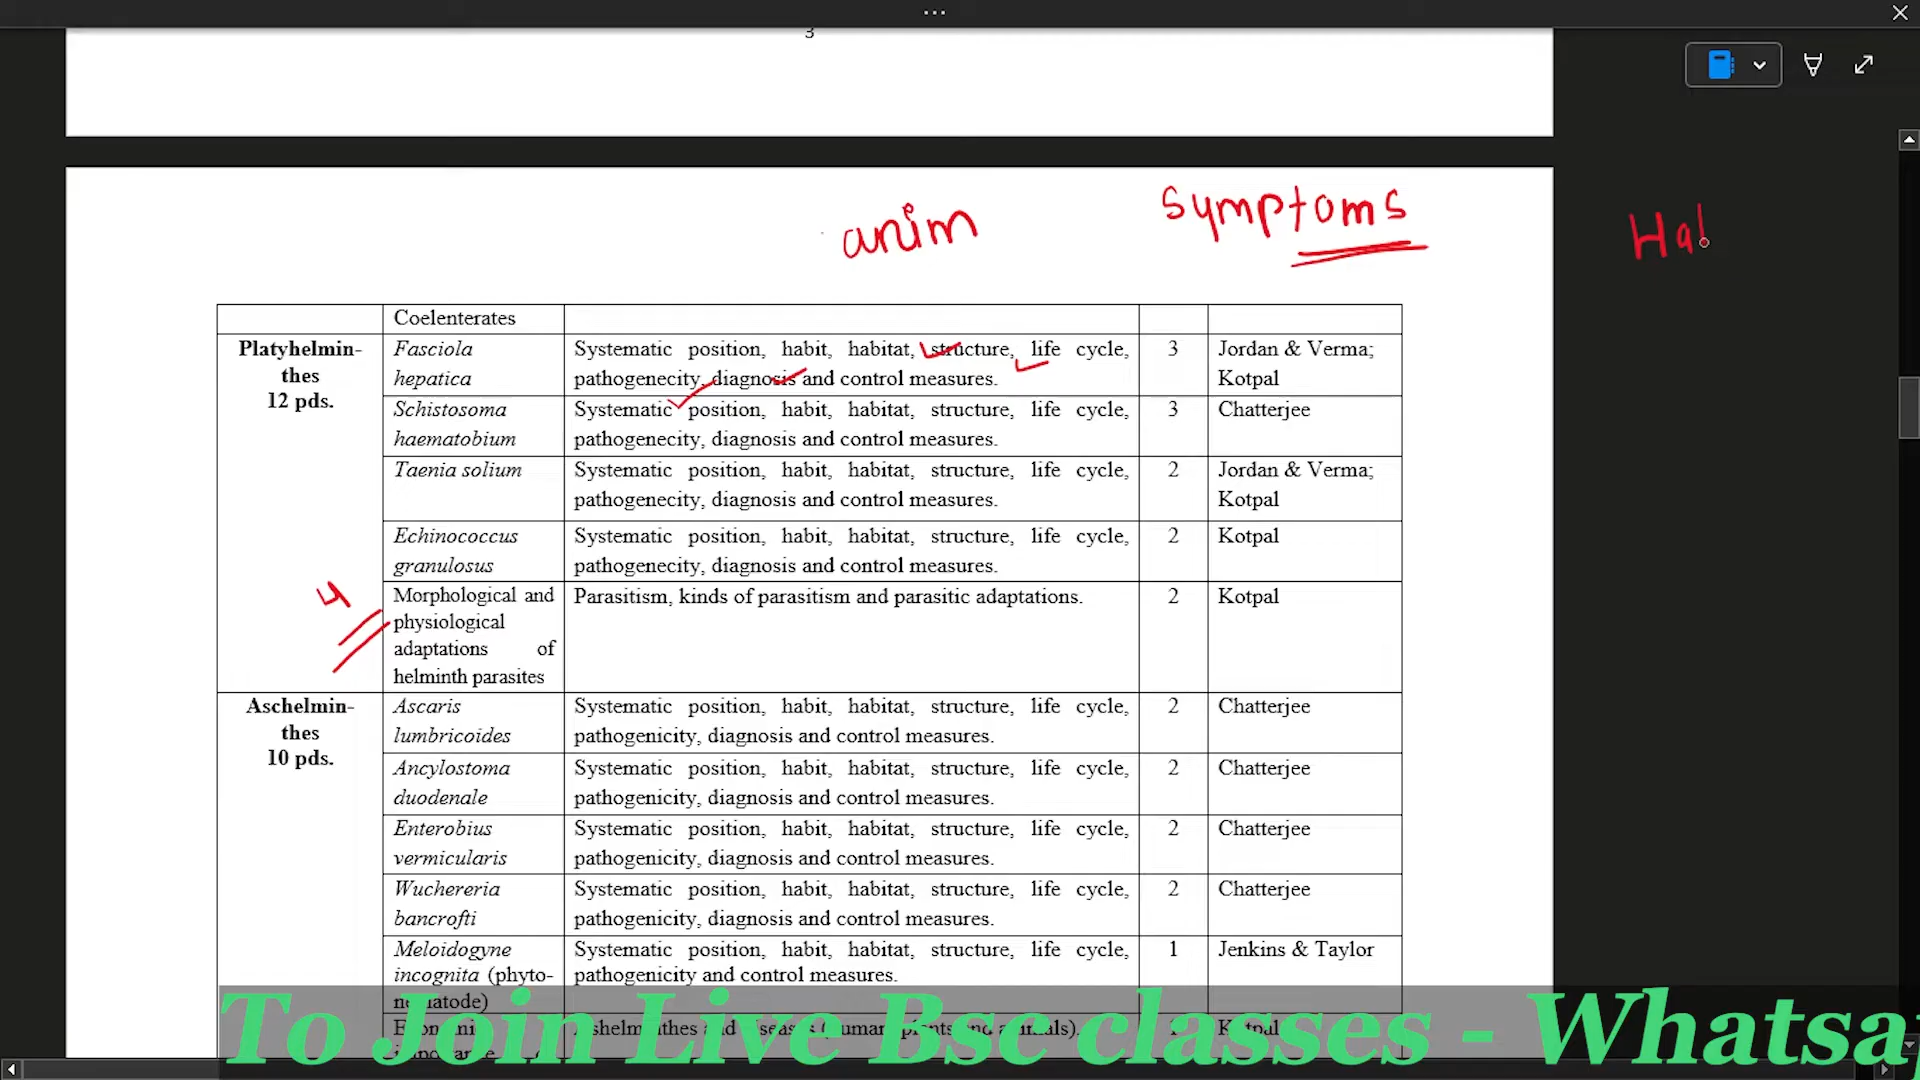 3
anim
Symptoms
Coelenterates
Platyhelmin-
thes
12 pds.
Fasciola
hepatica
Systematic position, habit, habitat, structure, life cycle,
pathogenecity, diagnosis and control measures.
3
Jordan & Verma;
Kotpal
Schistosoma
haematobium
Systematic position, habit, habitat, structure, life cycle,
pathogenecity, diagnosis and control measures.
3
Chatterjee
Taenia solium
Systematic position, habit, habitat, structure, life cycle,
pathogenecity, diagnosis and control measures.
2
Jordan & Verma;
Kotpal
Echinococcus
granulosus
Systematic position, habit, habitat, structure, life cycle,
pathogenecity, diagnosis and control measures.
2
Kotpal
4
Morphological and
physiological
adaptations of
helminth parasites
Parasitism, kinds of parasitism and parasitic adaptations.
2
Kotpal
Aschelmin-
thes
10 pds.
Ascaris
lumbricoides
Systematic position, habit, habitat, structure, life cycle,
pathogenicity, diagnosis and control measures.
2
Chatterjee
Ancylostoma
duodenale
Systematic position, habit, habitat, structure, life cycle,
pathogenicity, diagnosis and control measures.
2
Chatterjee
Enterobius
vermicularis
Systematic position, habit, habitat, structure, life cycle,
pathogenicity, diagnosis and control measures.
2
Chatterjee
Wuchereria
bancrofti
Systematic position, habit, habitat, structure, life cycle,
pathogenicity, diagnosis and control measures.
2
Chatterjee
Meloidogyne
incognita (phyto-
nematode)
Systematic position, habit, habitat, structure, life cycle,
pathogenicity and control measures.
1
Jenkins & Taylor
Kotpal
To Join Live Bsc classes - Whatsap